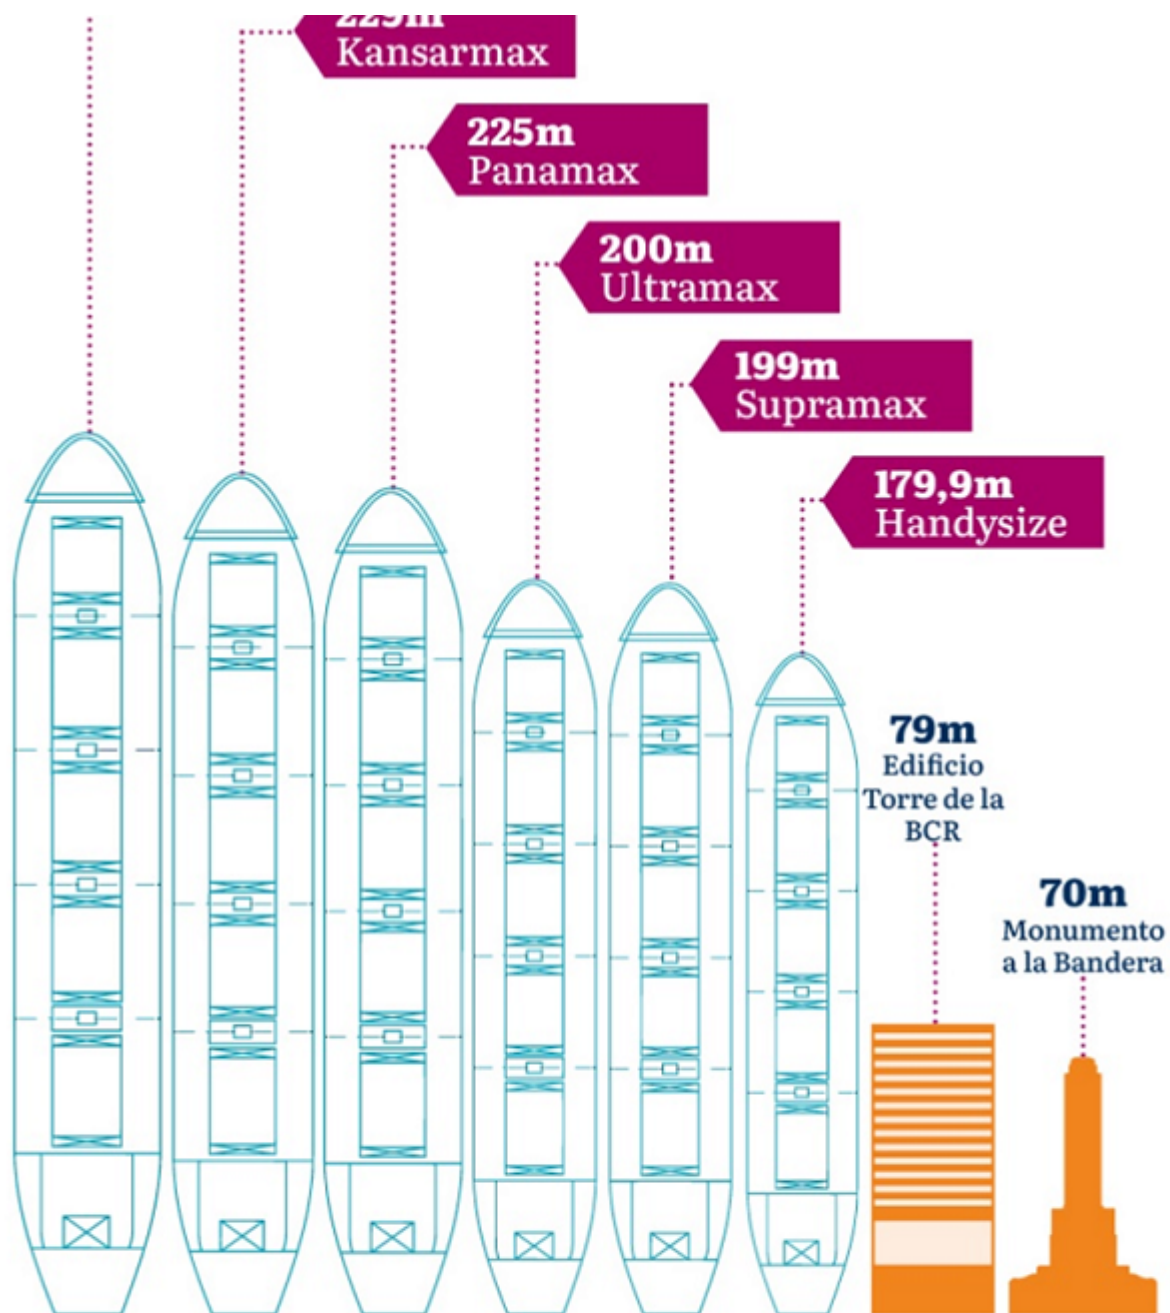 229m
Kansarmax
225m
Panamax
200m
Ultramax
199m
Supramax
179,9m
Handysize
79m
Edificio
Torre de la
BCR
70m
Monumento
a la Bandera